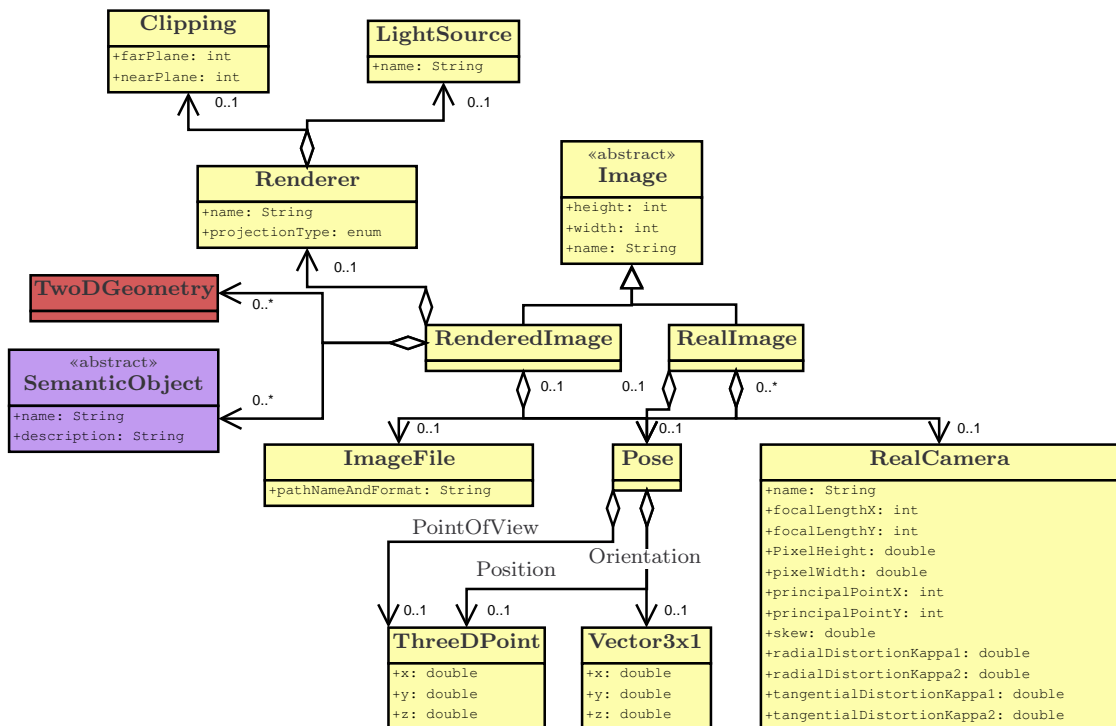 Clipping
+farPlane: int
+nearPlane: int
0..1
LightSource
+name: String
0..1
Renderer
+name: String
+projectionType: enum
0..1
«abstract»
Image
+height: int
+width: int
+name: String
TwoDGeometry
0..*
«abstract»
SemanticObject
+name: String
+description: String
0..*
RenderedImage
0..1
RealImage
0..1
0..*
ImageFile
+pathNameAndFormat: String
0..1
Pose
0..1
RealCamera
+name: String
+focalLengthX: int
+focalLengthY: int
+PixelHeight: double
+pixelWidth: double
+principalPointX: int
+principalPointY: int
+skew: double
+radialDistortionKappa1: double
+radialDistortionKappa2: double
+tangentialDistortionKappa1: double
+tangentialDistortionKappa2: double
0..1
PointOfView
Orientation
Position
0..1
0..1
0..1
ThreeDPoint
+x: double
+y: double
+z: double
Vector3x1
+x: double
+y: double
+z: double